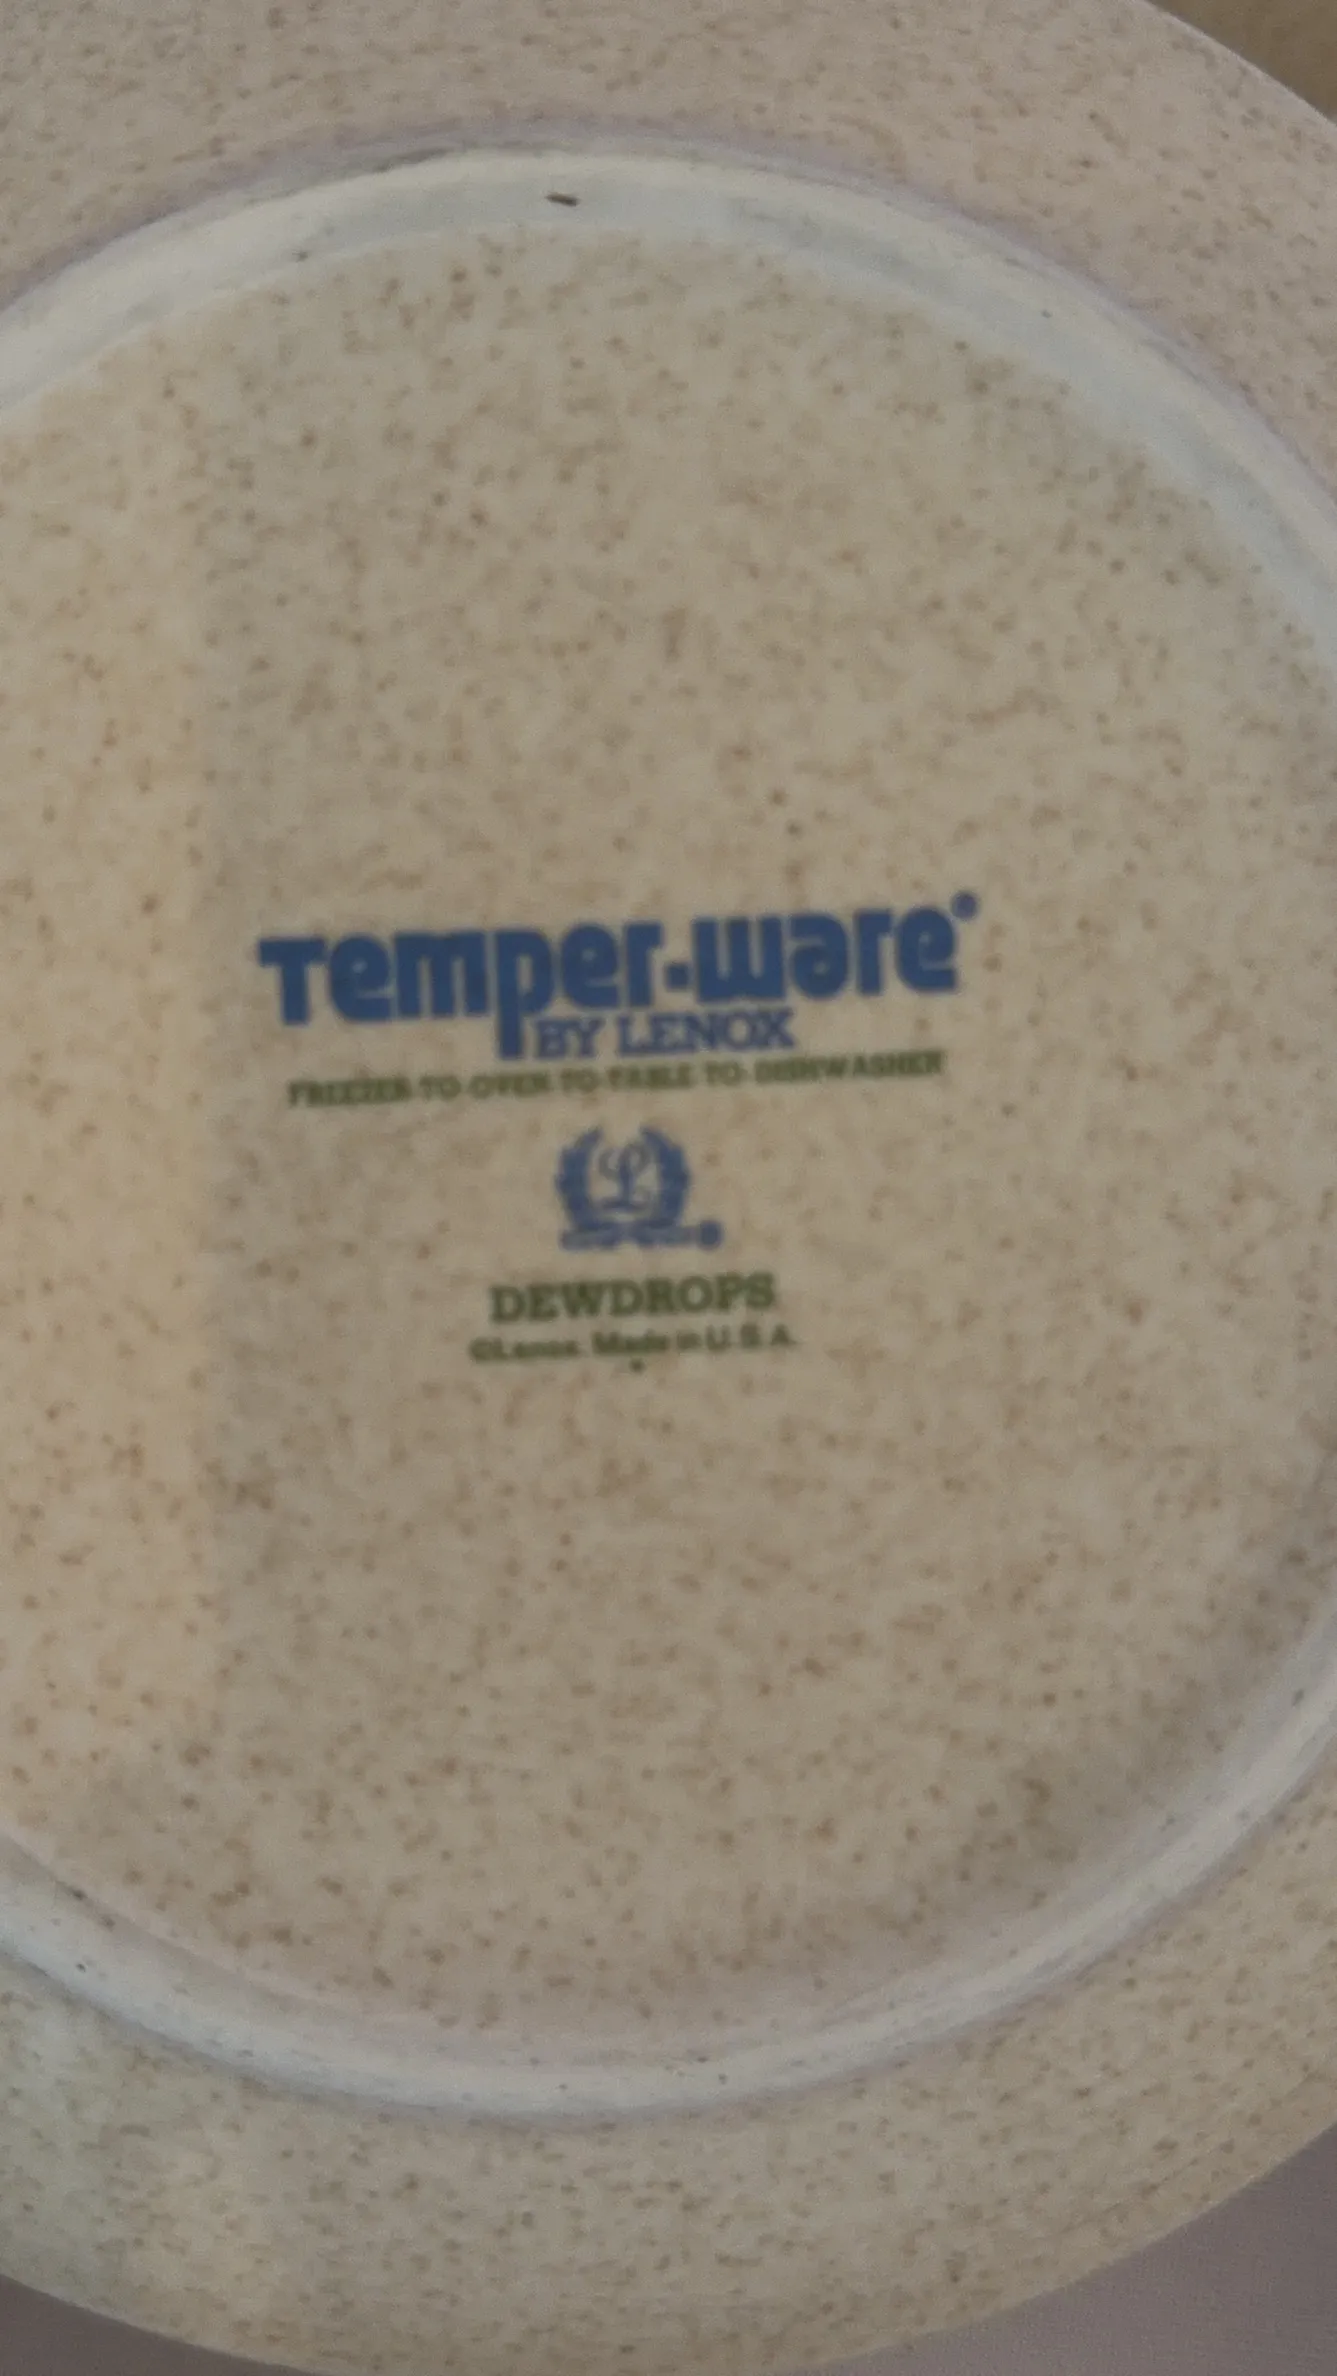 Temper-ware®
BY LENOX
FREEZER-TO-OVEN-TO-TABLE-TO-DISHWASHER
L
DEWDROPS
©Lenox. Made in U.S.A.